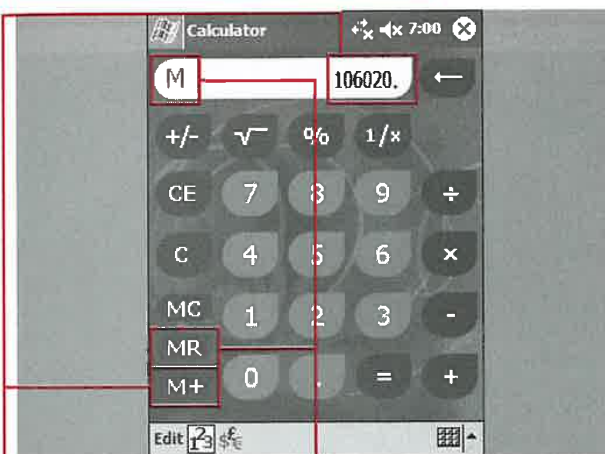 Calculator 7:00
M 106020. ←
+/- √ % 1/x
CE 7 8 9 ÷
C 4 5 6 ×
MC 1 2 3 -
MR
M+ 0 . = +
Edit 123 $£€